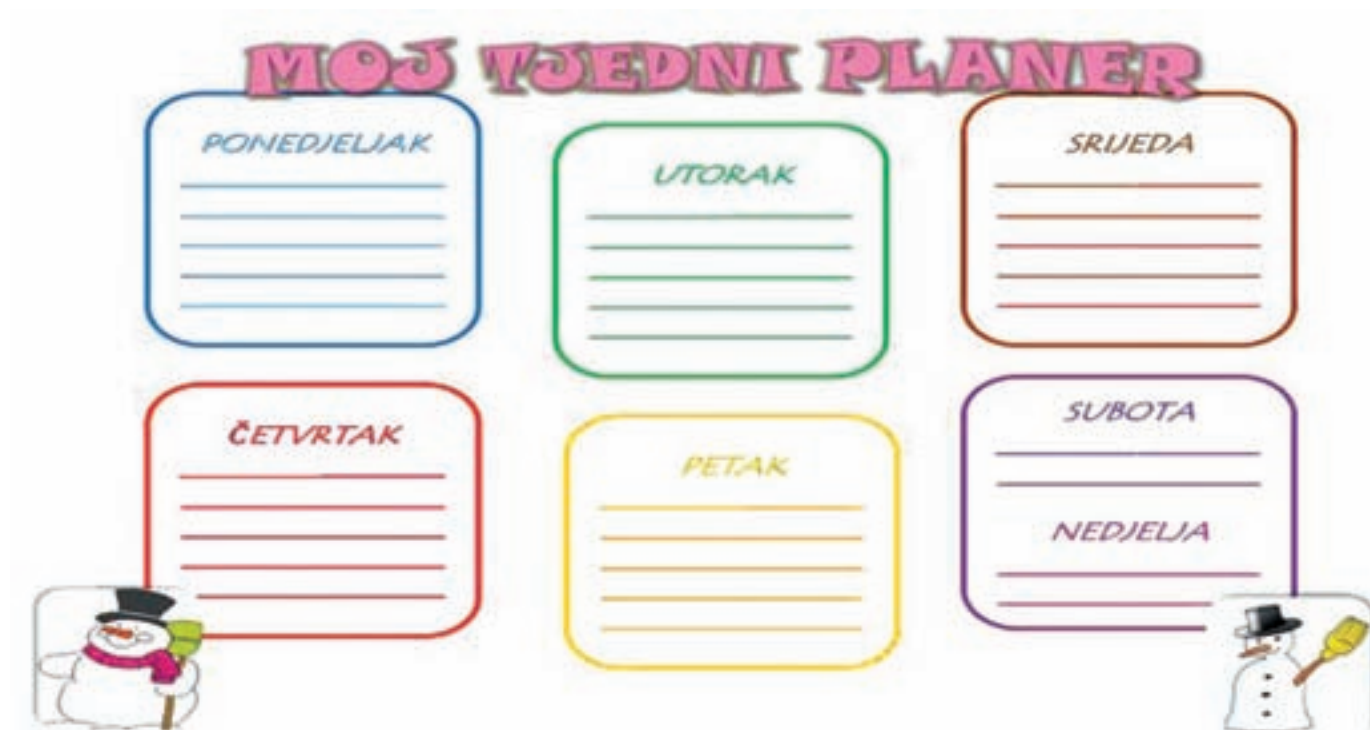 MOJ TJEDNI PLANER
PONEDJELJAK
UTORAK
SRIJEDA
ČETVRTAK
PETAK
SUBOTA
NEDJELJA